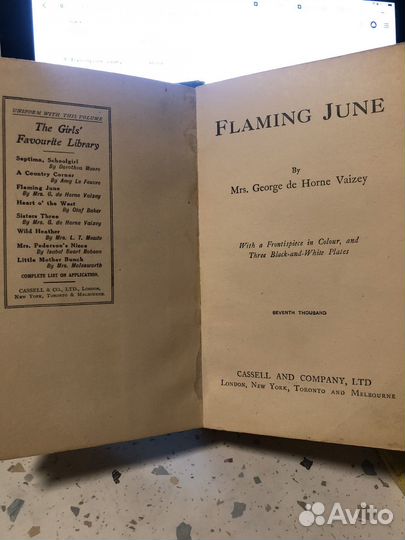 UNIFORM WITH THIS VOLUME
The Girls'
Favourite Library
Septima, Schoolgirl
By Dorothea Moore
A Country Corner
By Amy Le Feuvre
Flaming June
By Mrs. G. de Horne Vaizey
Heart o' the West
By Olaf Baker
Sisters Three
By Mrs. G. de Horne Vaizey
Wild Heather
By Mrs. L. T. Meade
Mrs. Pederson's Niece
By Isabel Suart Robson
Little Mother Bunch
By Mrs. Molesworth
COMPLETE LIST ON APPLICATION.
CASSELL & CO., LTD., LONDON,
NEW YORK, TORONTO & MELBOURNE.
FLAMING JUNE
By
Mrs. George de Horne Vaizey
With a Frontispiece in Colour, and
Three Black-and-White Plates
SEVENTH THOUSAND
CASSELL AND COMPANY, LTD
LONDON, NEW YORK, TORONTO AND MELBOURNE
Avito